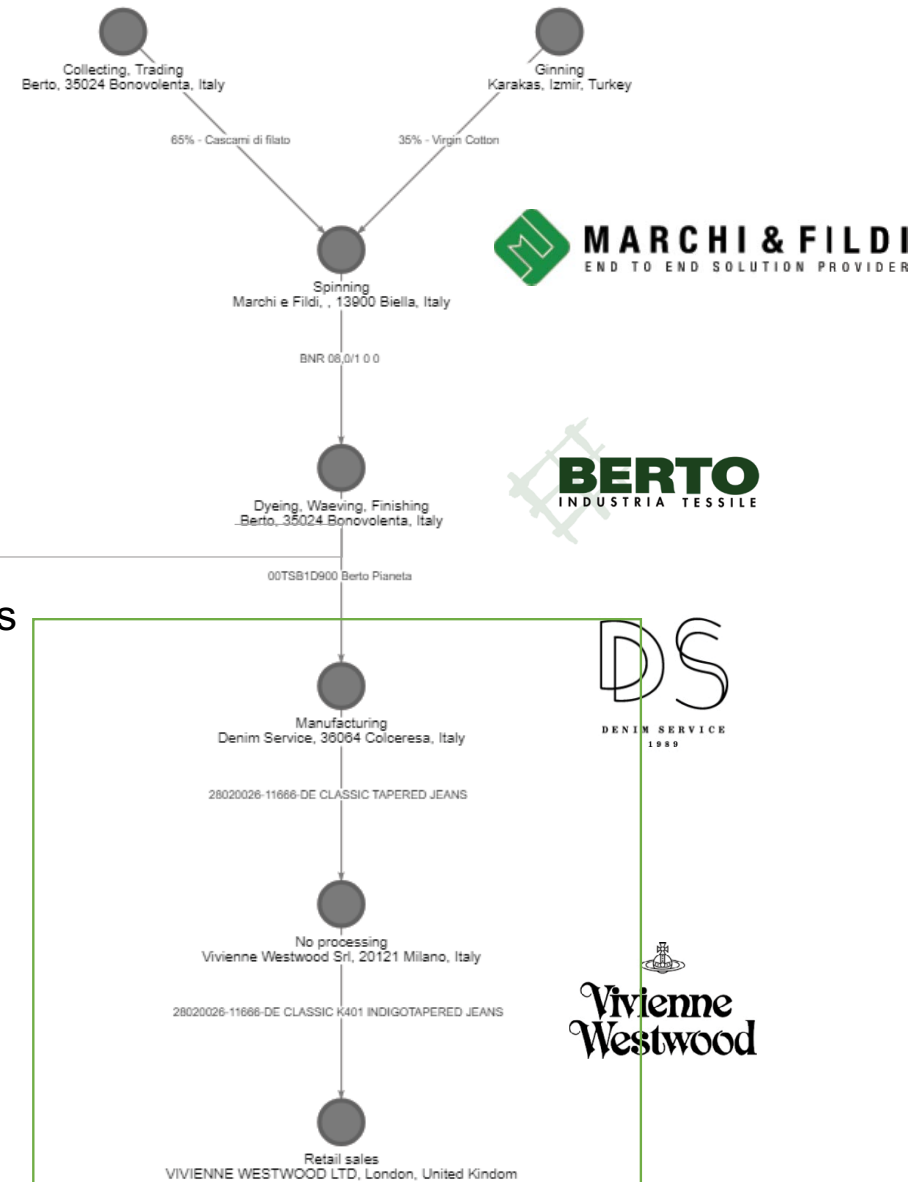 Collecting, Trading
Berto, 35024 Bonovolenta, Italy
Ginning
Karakas, Izmir, Turkey
65% - Cascami di filato
35% - Virgin Cotton
MARCHI & FILDI
END TO END SOLUTION PROVIDER
Spinning
Marchi e Fildi, , 13900 Biella, Italy
BNR 08,0/1 0 0
BERTO
INDUSTRIA TESSILE
Dyeing, Waeving, Finishing
Berto, 35024 Bonovolenta, Italy
00TSB1D900 Berto Pianeta
s
DS
DENIM SERVICE
1989
Manufacturing
Denim Service, 36064 Colceresa, Italy
28020026-11666-DE CLASSIC TAPERED JEANS
No processing
Vivienne Westwood Srl, 20121 Milano, Italy
Vivienne
Westwood
28020026-11666-DE CLASSIC K401 INDIGOTAPERED JEANS
Retail sales
VIVIENNE WESTWOOD LTD, London, United Kindom